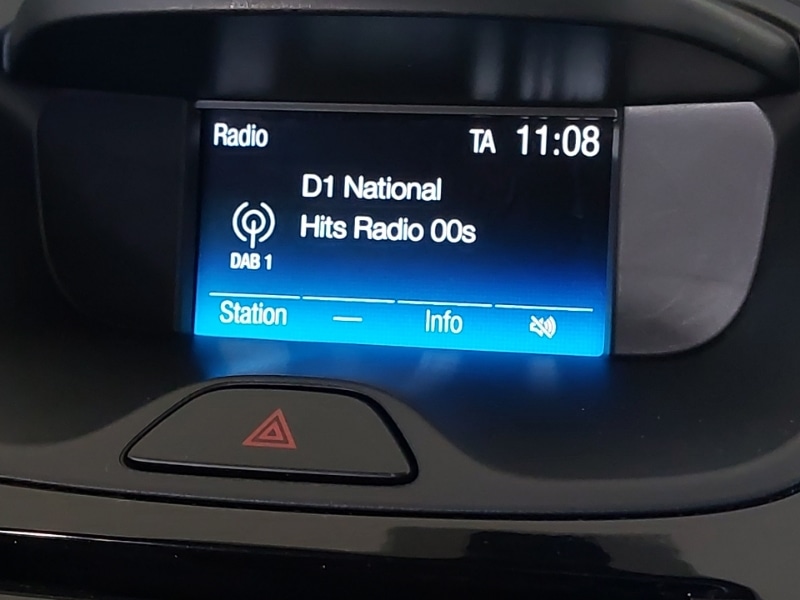 Radio TA 11:08
D1 National
Hits Radio 00s
DAB 1
Station — Info